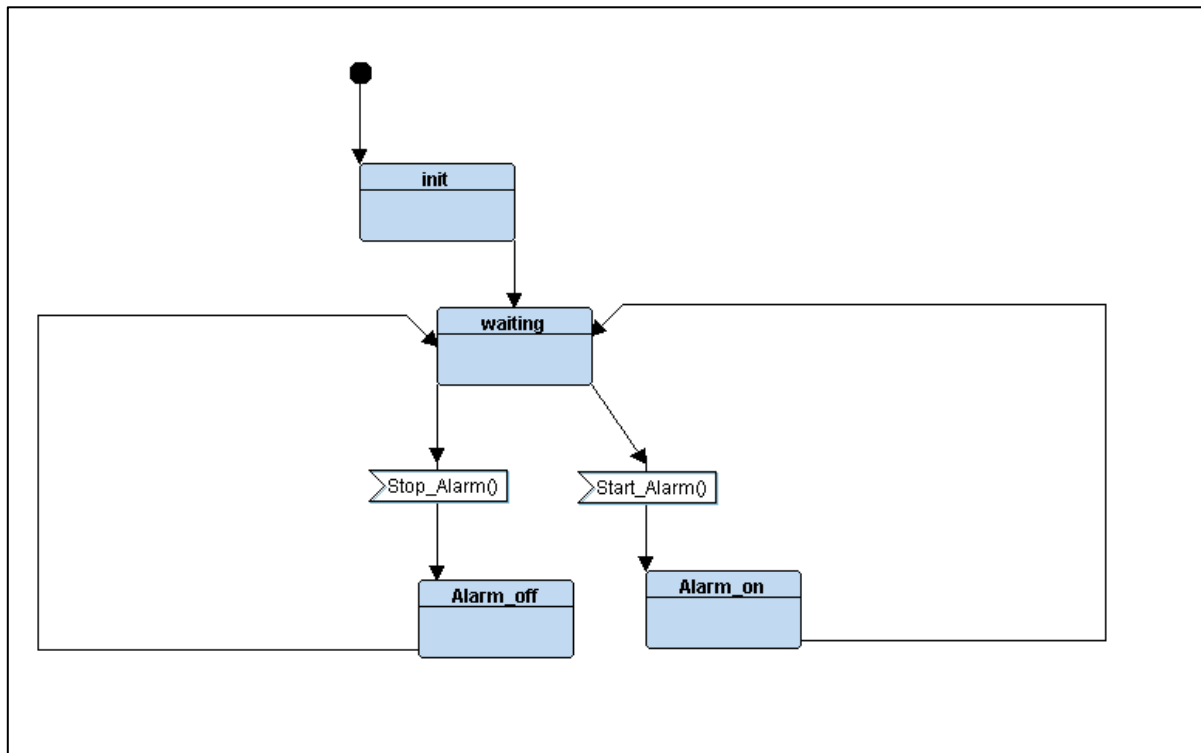 init
waiting
Stop_Alarm()
Start_Alarm()
Alarm_off
Alarm_on